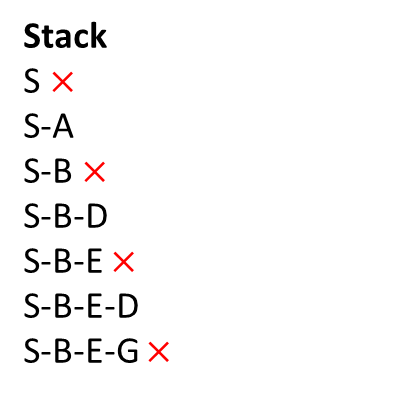 Stack
S ×
S-A
S-B ×
S-B-D
S-B-E ×
S-B-E-D
S-B-E-G ×